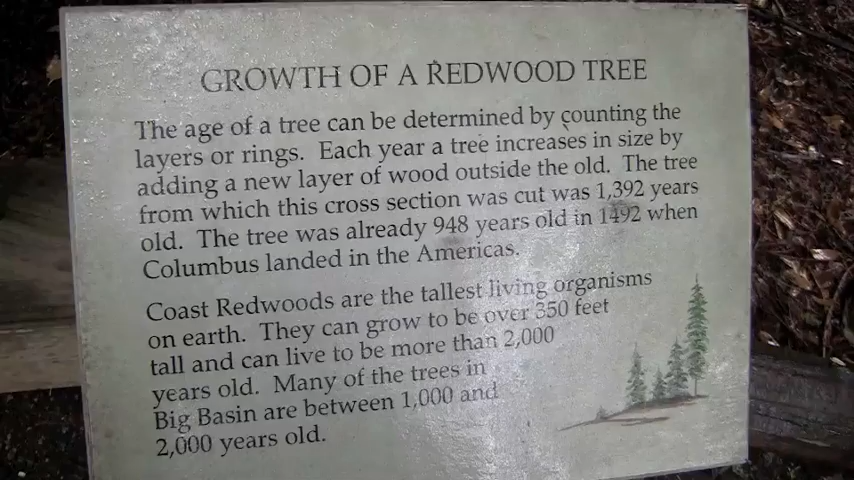 GROWTH OF A REDWOOD TREE
The age of a tree can be determined by counting the
layers or rings. Each year a tree increases in size by
adding a new layer of wood outside the old. The tree
from which this cross section was cut was 1,392 years
old. The tree was already 948 years old in 1492 when
Columbus landed in the Americas.
Coast Redwoods are the tallest living organisms
on earth. They can grow to be over 350 feet
tall and can live to be more than 2,000
years old. Many of the trees in
Big Basin are between 1,000 and
2,000 years old.